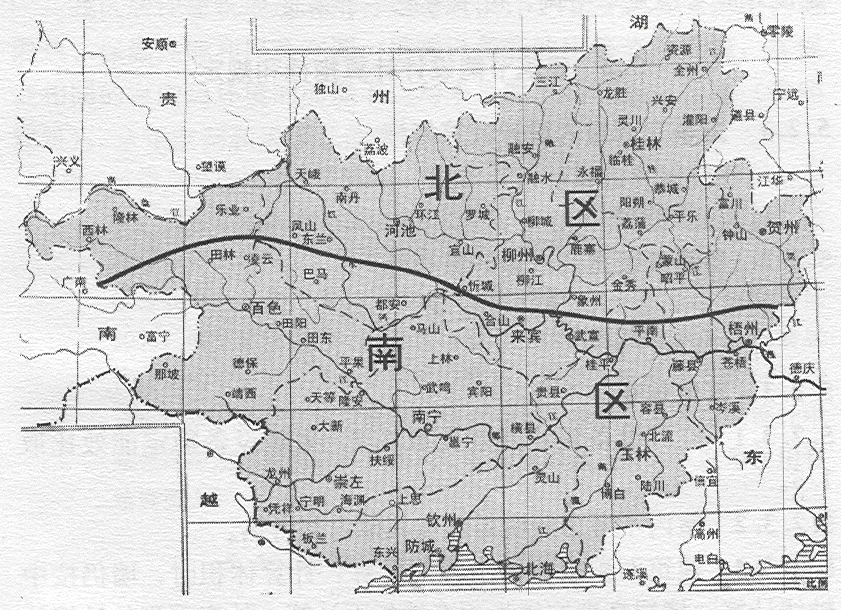 湖
安顺
零陵
资源
全州
贵
独山
州
三江
龙胜
兴安
宁远
灵川
灌阳
道县
桂林
荔波
融安
临桂
兴义
望谟
天峨
融水
永福
江华
南丹
北
恭城
区
阳朔
富川
隆林
乐业
环江
罗城
平乐
西林
凤山
河池
柳城
荔蒲
钟山
贺州
东兰
宜山
鹿寨
田林
凌云
柳州
蒙山
巴马
柳江
金秀
昭平
广南
忻城
百色
都安
象州
合山
南
富宁
田阳
马山
来宾
武宣
平南
梧州
田东
南
德保
平果
上林
桂平
藤县
苍梧
那坡
德庆
靖西
天等
隆安
武鸣
宾阳
贵县
区
容县
岑溪
大新
南宁
横县
邕宁
北流
玉林
东
扶绥
龙州
崇左
灵山
陆川
信宜
越
博白
凭祥
宁明
海渊
上思
钦州
高州
板兰
防城
东兴
电白
北海
蓬溪
比例